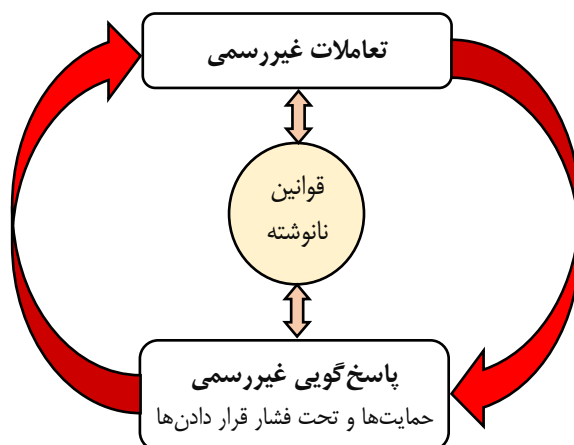 تعاملات غیررسمی
قوانین
نانوشته
پاسخ‌گویی غیررسمی
حمایت‌ها و تحت فشار قرار دادن‌ها